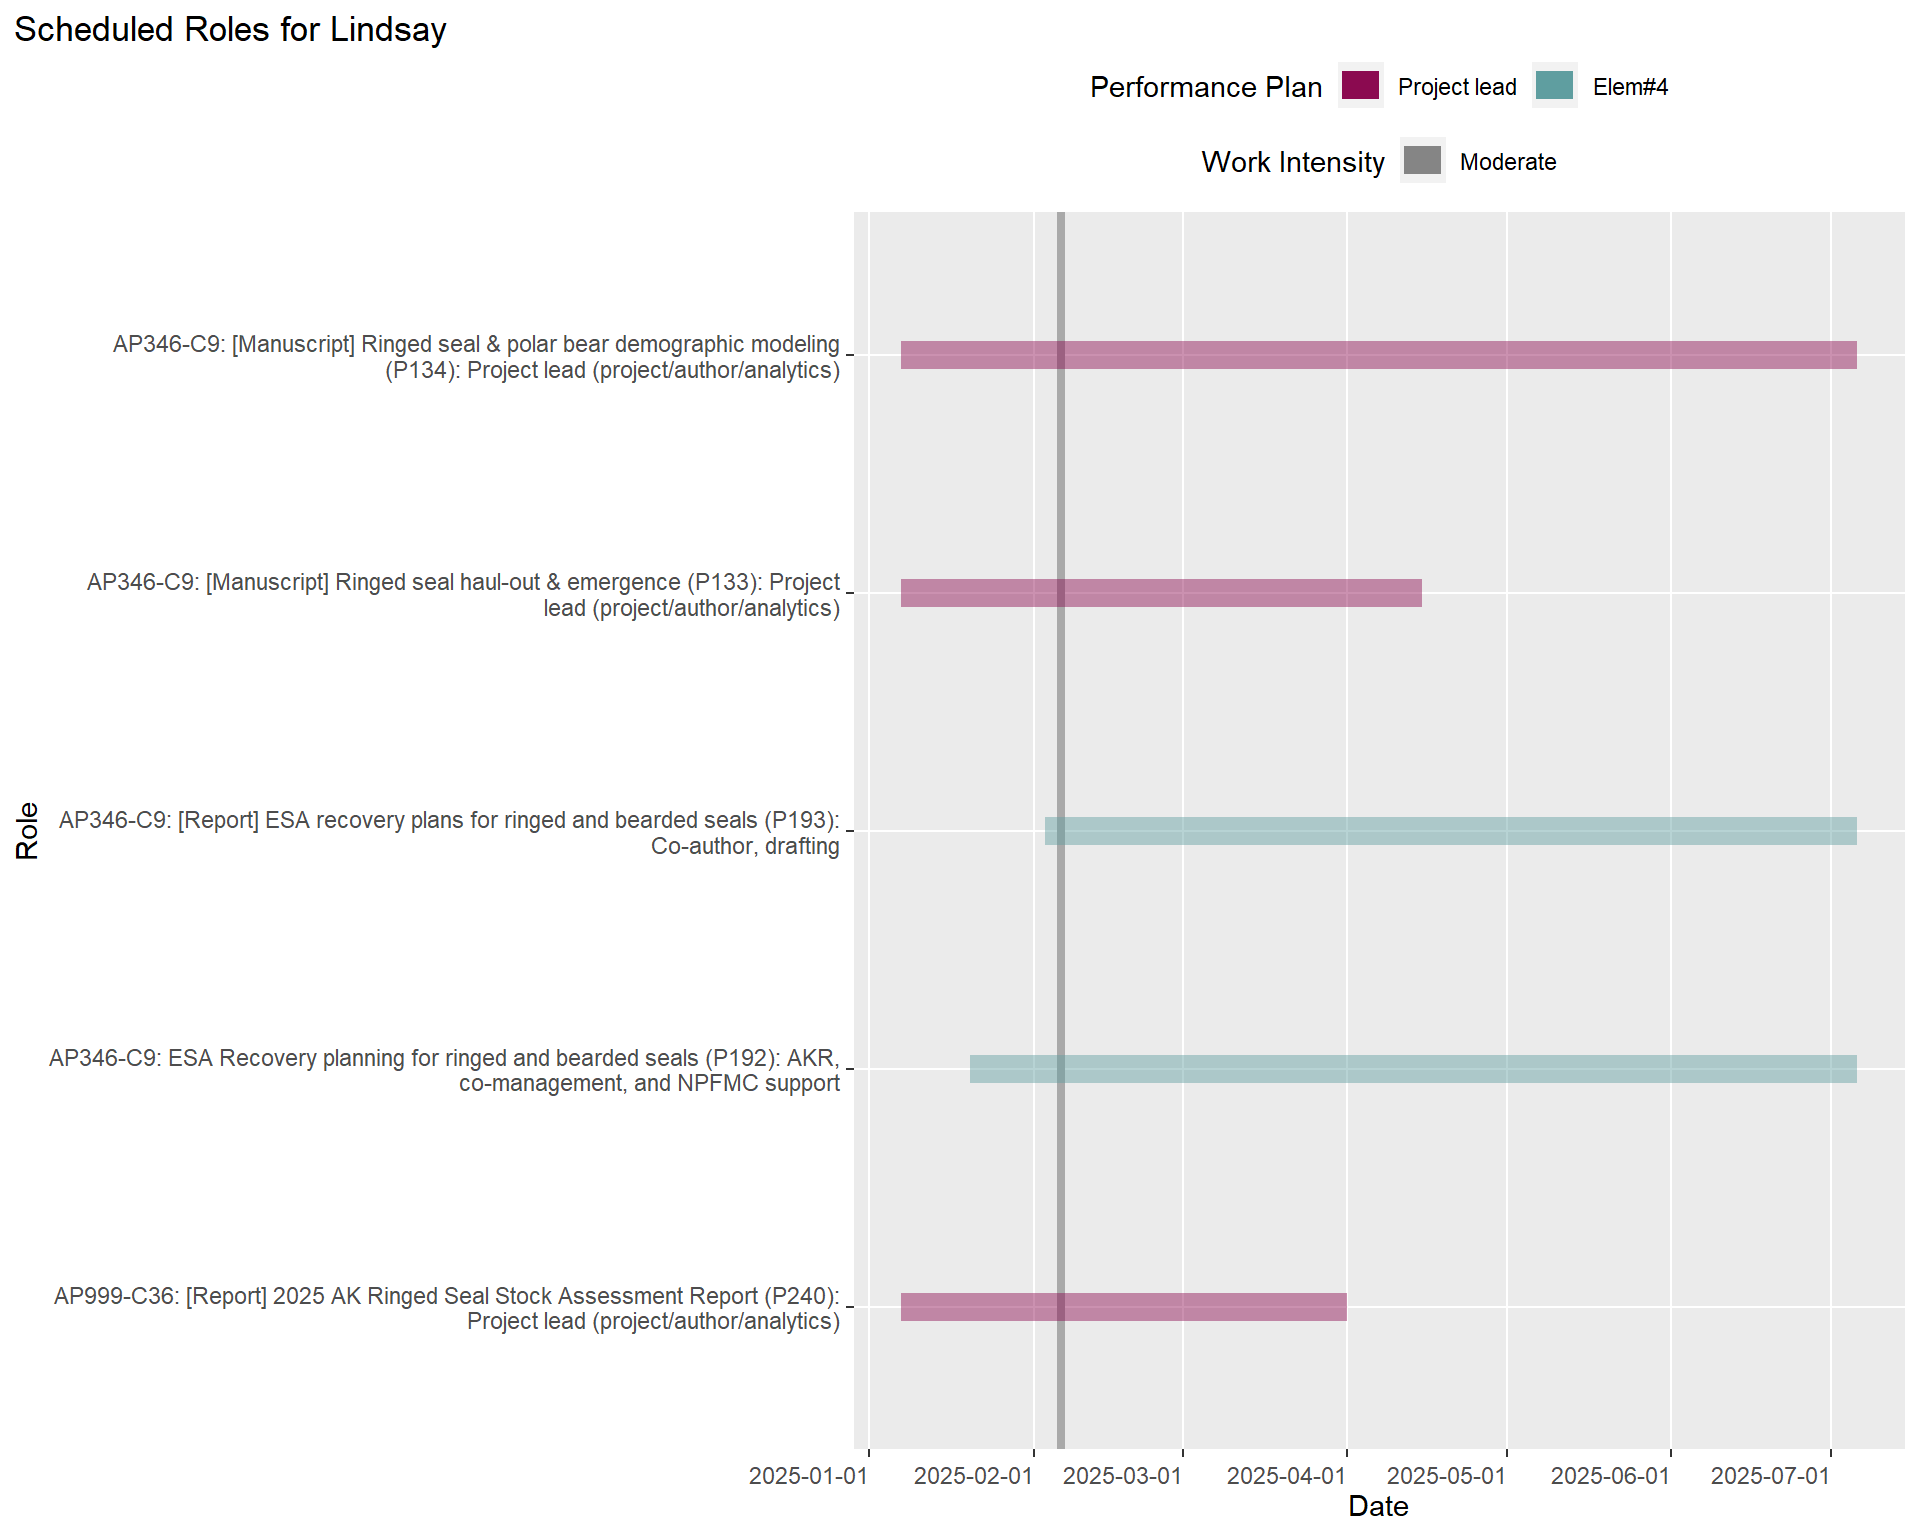 Scheduled Roles for Lindsay
Performance Plan Project lead Elem#4
Work Intensity Moderate
AP346-C9: [Manuscript] Ringed seal & polar bear demographic modeling
(P134): Project lead (project/author/analytics)
AP346-C9: [Manuscript] Ringed seal haul-out & emergence (P133): Project
lead (project/author/analytics)
Role
AP346-C9: [Report] ESA recovery plans for ringed and bearded seals (P193):
Co-author, drafting
AP346-C9: ESA Recovery planning for ringed and bearded seals (P192): AKR,
co-management, and NPFMC support
AP999-C36: [Report] 2025 AK Ringed Seal Stock Assessment Report (P240):
Project lead (project/author/analytics)
2025-01-01 2025-02-01 2025-03-01 2025-04-01 2025-05-01 2025-06-01 2025-07-01
Date